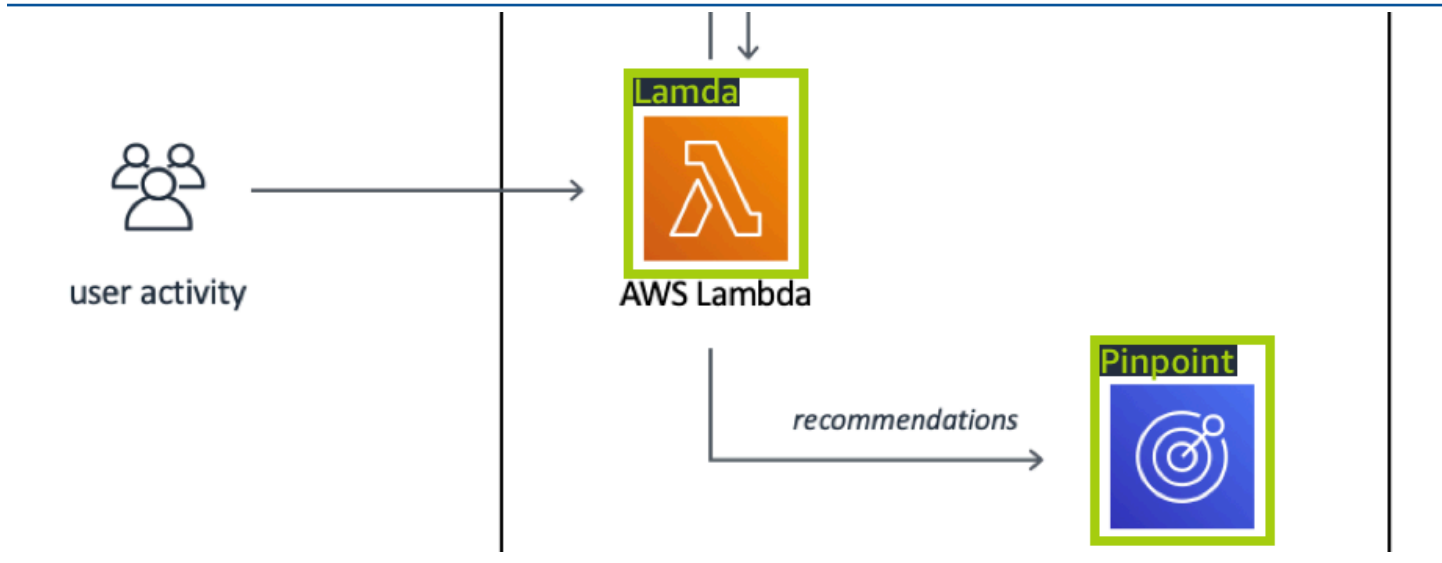 Lamda
user activity
AWS Lambda
Pinpoint
recommendations